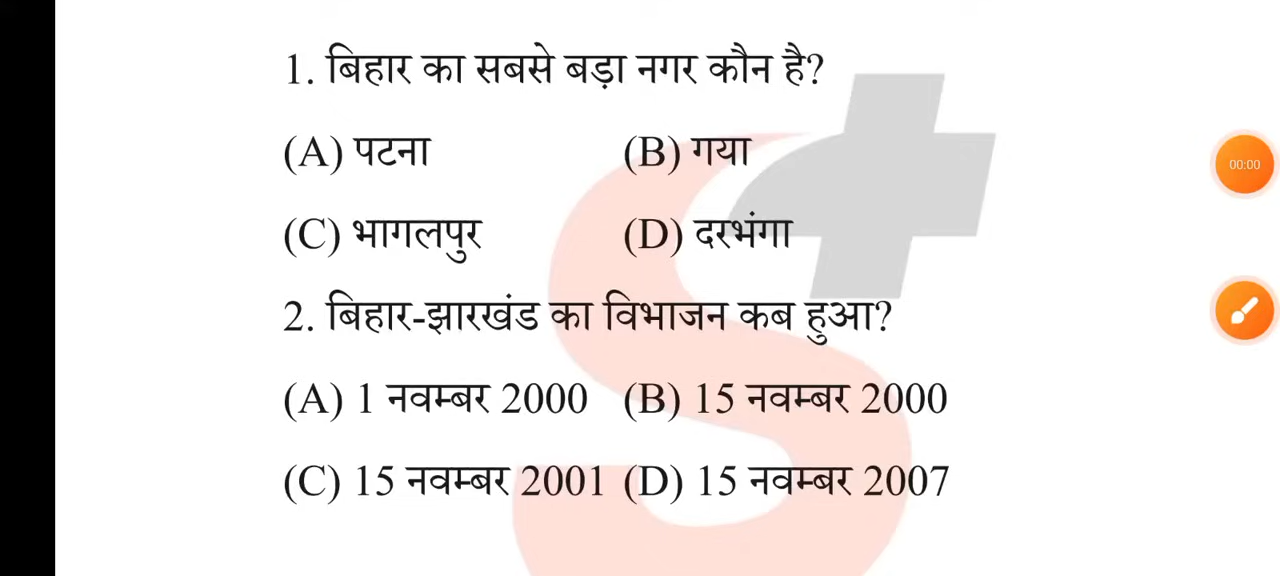 1. बिहार का सबसे बड़ा नगर कौन है?
(A) पटना (B) गया
(C) भागलपुर (D) दरभंगा
2. बिहार-झारखंड का विभाजन कब हुआ?
(A) 1 नवम्बर 2000 (B) 15 नवम्बर 2000
(C) 15 नवम्बर 2001 (D) 15 नवम्बर 2007
00:00